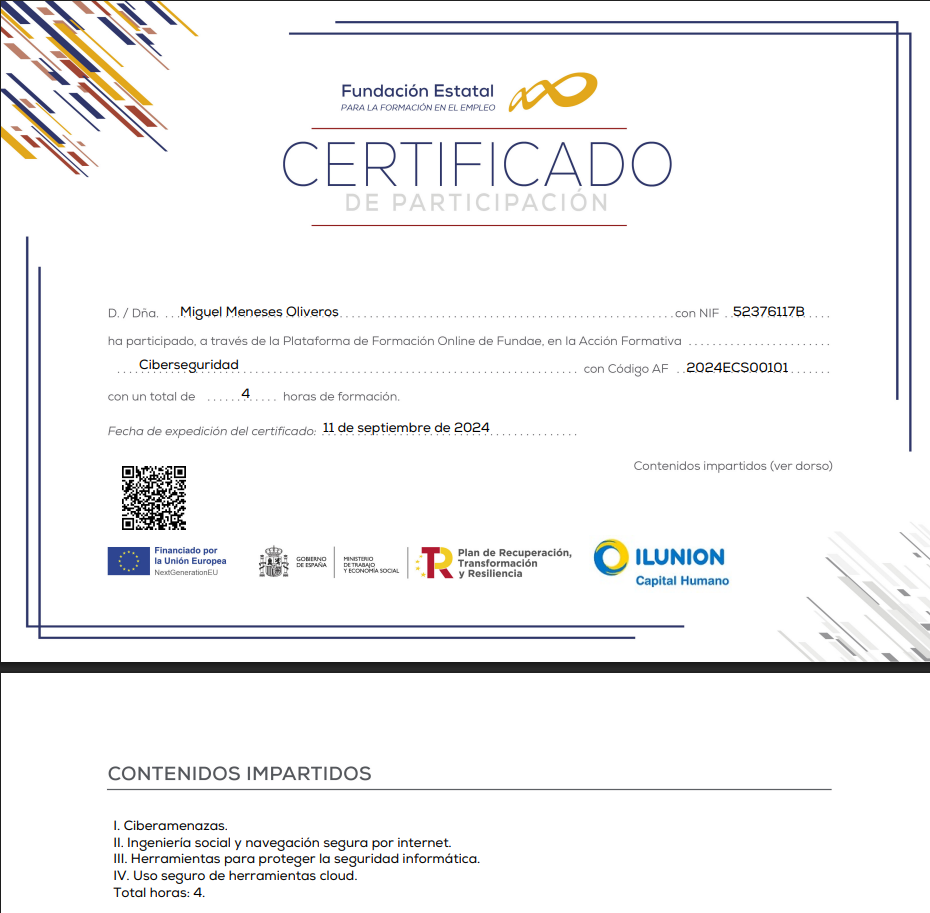 Fundación Estatal
PARA LA FORMACIÓN EN EL EMPLEO
CERTIFICADO
DE PARTICIPACIÓN
D. / Dña. Miguel Meneses Oliveros con NIF 52376117B
ha participado, a través de la Plataforma de Formación Online de Fundae, en la Acción Formativa
Ciberseguridad con Código AF 2024ECS00101
con un total de 4 horas de formación.
Fecha de expedición del certificado: 11 de septiembre de 2024
Contenidos impartidos (ver dorso)
Financiado por
la Unión Europea
NextGenerationEU
GOBIERNO
DE ESPAÑA
MINISTERIO
DE TRABAJO
Y ECONOMÍA SOCIAL
Plan de Recuperación,
Transformación
y Resiliencia
ILUNION
Capital Humano
CONTENIDOS IMPARTIDOS
I. Ciberamenazas.
II. Ingeniería social y navegación segura por internet.
III. Herramientas para proteger la seguridad informática.
IV. Uso seguro de herramientas cloud.
Total horas: 4.